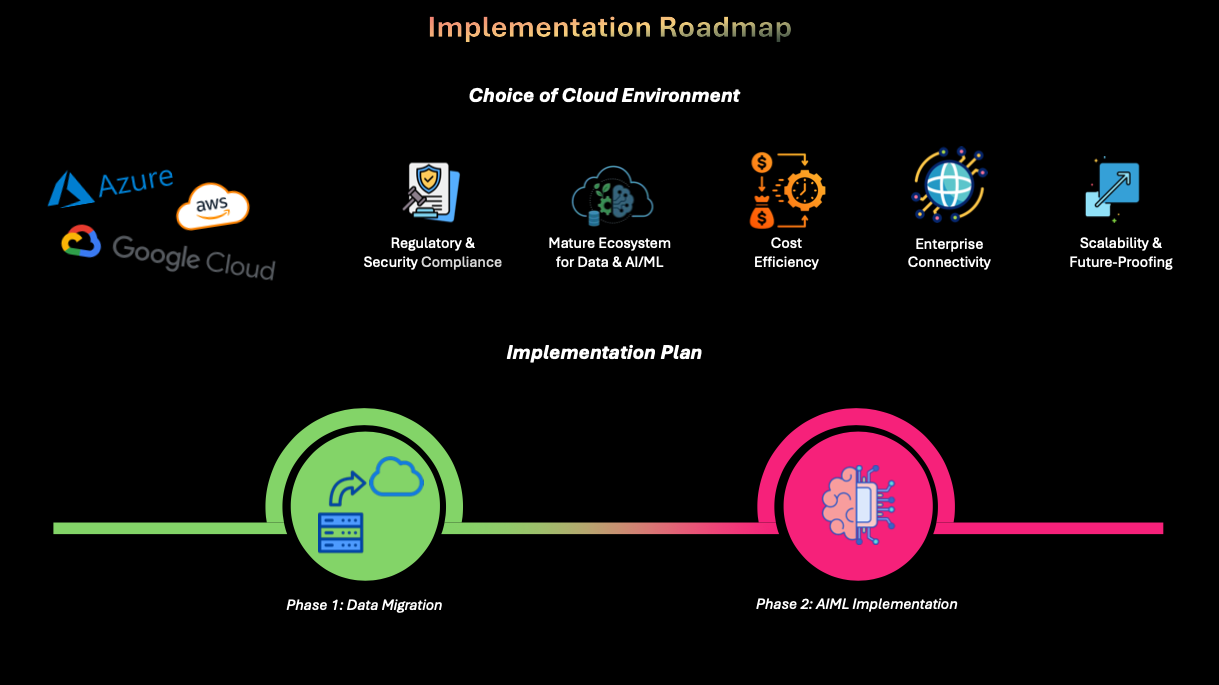 Implementation Roadmap
Choice of Cloud Environment
Azure
aws
Google Cloud
Regulatory &
Security Compliance
Mature Ecosystem
for Data & AI/ML
Cost
Efficiency
Enterprise
Connectivity
Scalability &
Future-Proofing
Implementation Plan
Phase 1: Data Migration
Phase 2: AIML Implementation